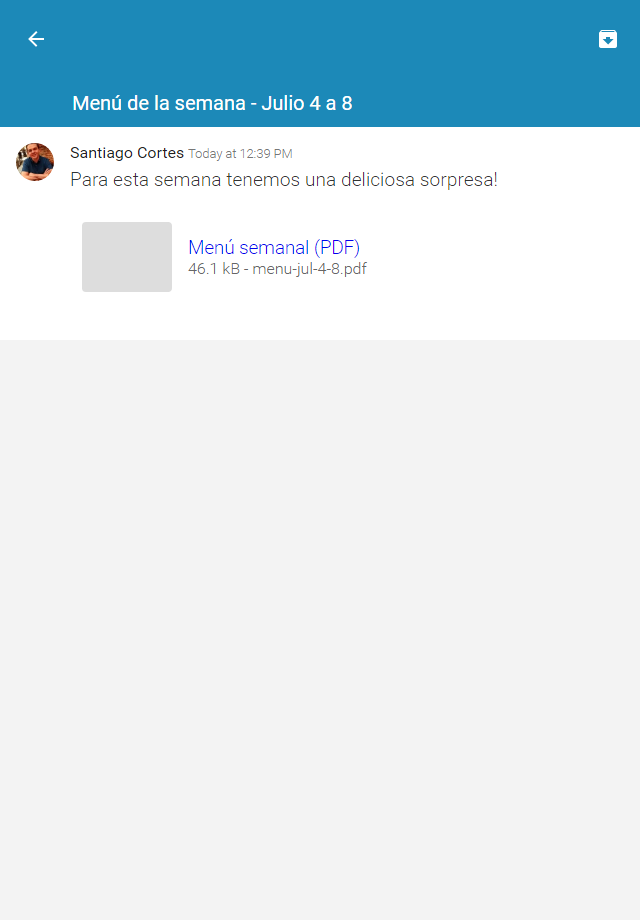 Menú de la semana - Julio 4 a 8
Santiago Cortes Today at 12:39 PM
Para esta semana tenemos una deliciosa sorpresa!
Menú semanal (PDF)
46.1 kB - menu-jul-4-8.pdf